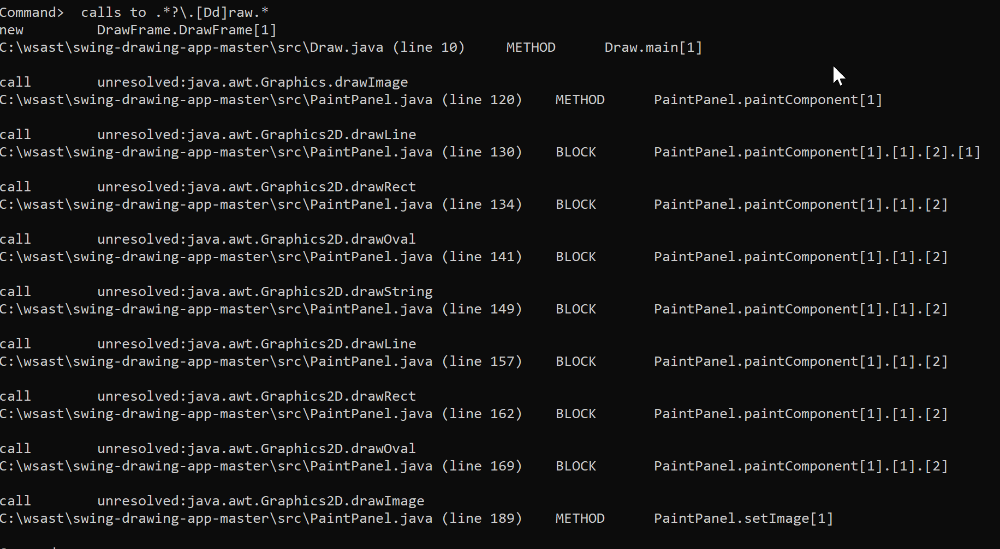 Command>  calls to .*?\.[Dd]raw.*
new        DrawFrame.DrawFrame[1]
C:\wsast\swing-drawing-app-master\src\Draw.java (line 10)     METHOD      Draw.main[1]
call        unresolved:java.awt.Graphics.drawImage
C:\wsast\swing-drawing-app-master\src\PaintPanel.java (line 120)    METHOD      PaintPanel.paintComponent[1]
call        unresolved:java.awt.Graphics2D.drawLine
C:\wsast\swing-drawing-app-master\src\PaintPanel.java (line 130)    BLOCK       PaintPanel.paintComponent[1].[1].[2].[1]
call        unresolved:java.awt.Graphics2D.drawRect
C:\wsast\swing-drawing-app-master\src\PaintPanel.java (line 134)    BLOCK       PaintPanel.paintComponent[1].[1].[2]
call        unresolved:java.awt.Graphics2D.drawOval
C:\wsast\swing-drawing-app-master\src\PaintPanel.java (line 141)    BLOCK       PaintPanel.paintComponent[1].[1].[2]
call        unresolved:java.awt.Graphics2D.drawString
C:\wsast\swing-drawing-app-master\src\PaintPanel.java (line 149)    BLOCK       PaintPanel.paintComponent[1].[1].[2]
call        unresolved:java.awt.Graphics2D.drawLine
C:\wsast\swing-drawing-app-master\src\PaintPanel.java (line 157)    BLOCK       PaintPanel.paintComponent[1].[1].[2]
call        unresolved:java.awt.Graphics2D.drawRect
C:\wsast\swing-drawing-app-master\src\PaintPanel.java (line 162)    BLOCK       PaintPanel.paintComponent[1].[1].[2]
call        unresolved:java.awt.Graphics2D.drawOval
C:\wsast\swing-drawing-app-master\src\PaintPanel.java (line 169)    BLOCK       PaintPanel.paintComponent[1].[1].[2]
call        unresolved:java.awt.Graphics2D.drawImage
C:\wsast\swing-drawing-app-master\src\PaintPanel.java (line 189)    METHOD      PaintPanel.setImage[1]